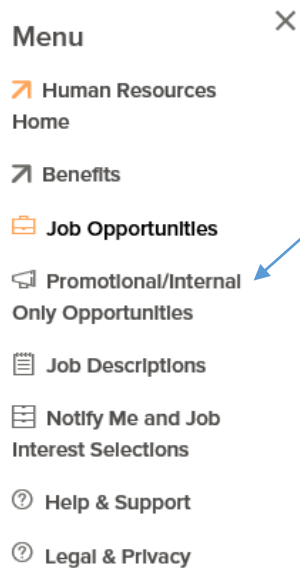 Menu
Human Resources
Home
Benefits
Job Opportunities
Promotional/Internal
Only Opportunities
Job Descriptions
Notify Me and Job
Interest Selections
Help & Support
Legal & Privacy